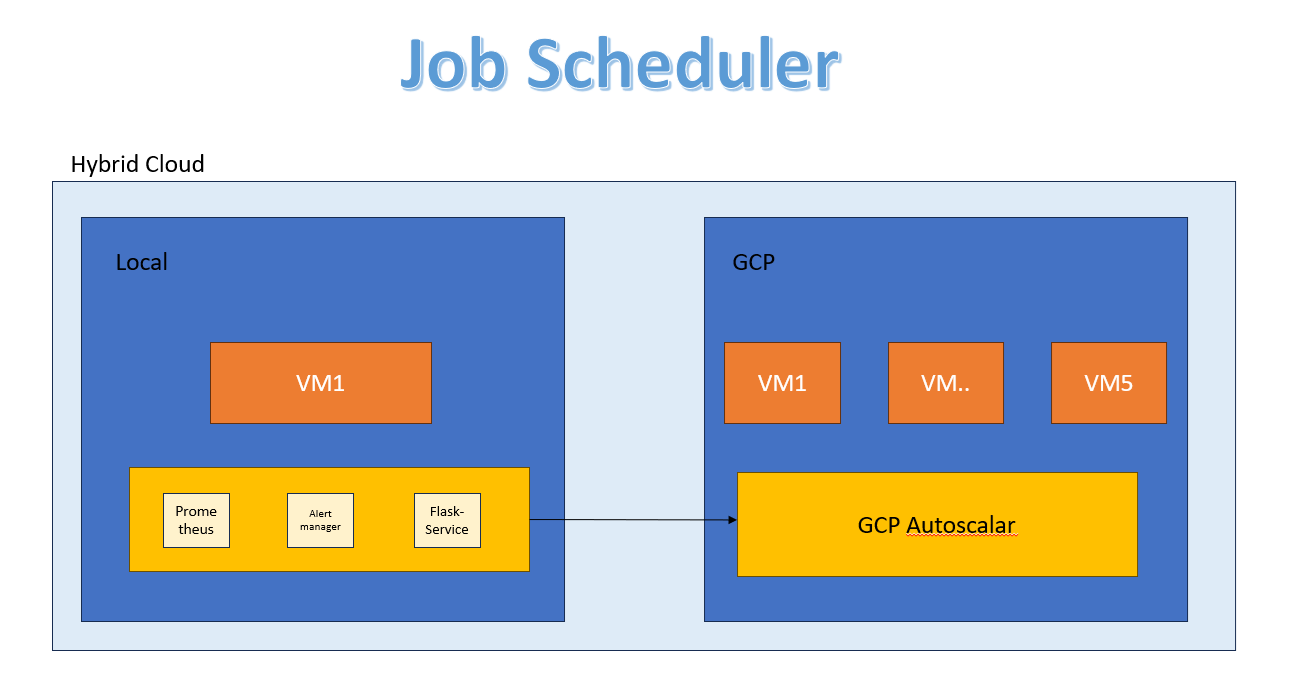 Job Scheduler
Hybrid Cloud
Local
GCP
VM1
VM1
VM..
VM5
Prome
theus
Alert
manager
Flask-
Service
GCP Autoscalar